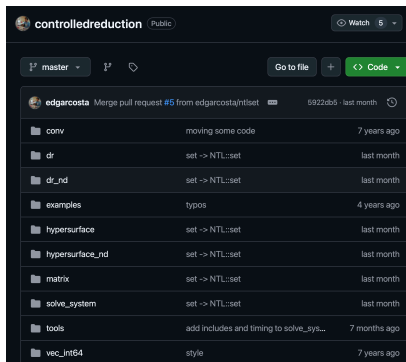 controlledreduction Public Watch 5
master Go to file + <> Code
edgarcosta Merge pull request #5 from edgarcosta/ntlset 5922db5 · last month
conv moving some code 7 years ago
dr set -> NTL::set last month
dr_nd set -> NTL::set last month
examples typos 4 years ago
hypersurface set -> NTL::set last month
hypersurface_nd set -> NTL::set last month
matrix set -> NTL::set last month
solve_system set -> NTL::set last month
tools add includes and timing to solve_sys... 7 months ago
vec_int64 style 7 years ago